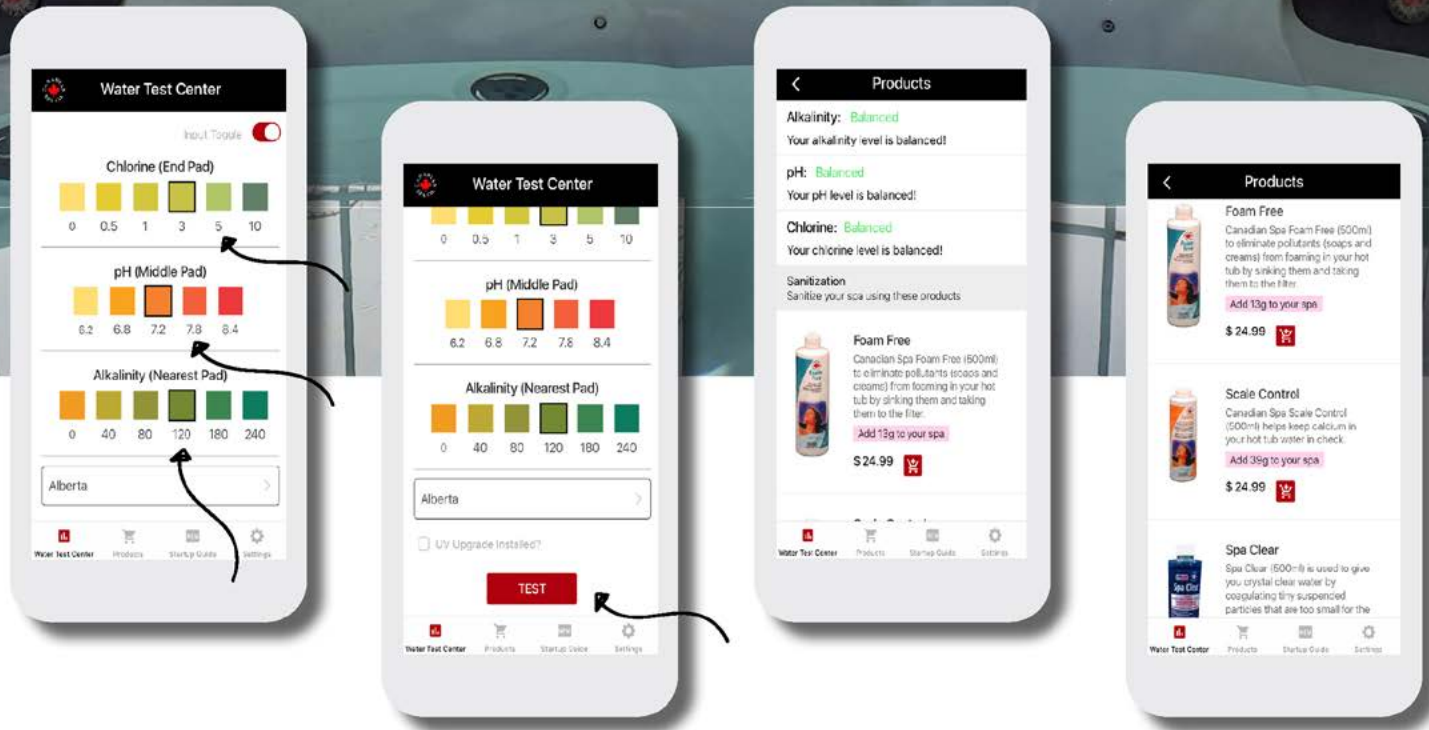 Water Test Center
Input Toggle
Chlorine (End Pad)
0 0.5 1 3 5 10
pH (Middle Pad)
6.2 6.8 7.2 7.8 8.4
Alkalinity (Nearest Pad)
0 40 80 120 180 240
Alberta
Water Test Center Products Startup Guide Settings
Water Test Center
0 0.5 1 3 5 10
pH (Middle Pad)
6.2 6.8 7.2 7.8 8.4
Alkalinity (Nearest Pad)
0 40 80 120 180 240
Alberta
UV Upgrade Installed?
TEST
Water Test Center Products Startup Guide Settings
Products
Alkalinity: Balanced
Your alkalinity level is balanced!
pH: Balanced
Your pH level is balanced!
Chlorine: Balanced
Your chlorine level is balanced!
Sanitization
Sanitize your spa using these products
Foam Free
Canadian Spa Foam Free (500ml)
to eliminate pollutants (soaps and
creams) from foaming in your hot
tub by sinking them and taking
them to the filter.
Add 13g to your spa
$ 24.99
Water Test Center Products Startup Guide Settings
Products
Foam Free
Canadian Spa Foam Free (500ml)
to eliminate pollutants (soaps and
creams) from foaming in your hot
tub by sinking them and taking
them to the filter.
Add 13g to your spa
$ 24.99
Scale Control
Canadian Spa Scale Control
(500ml) helps keep calcium in
your hot tub water in check.
Add 39g to your spa
$ 24.99
Spa Clear
Spa Clear (500ml) is used to give
you crystal clear water by
coagulating tiny suspended
particles that are too small for the
Water Test Center Products Startup Guide Settings